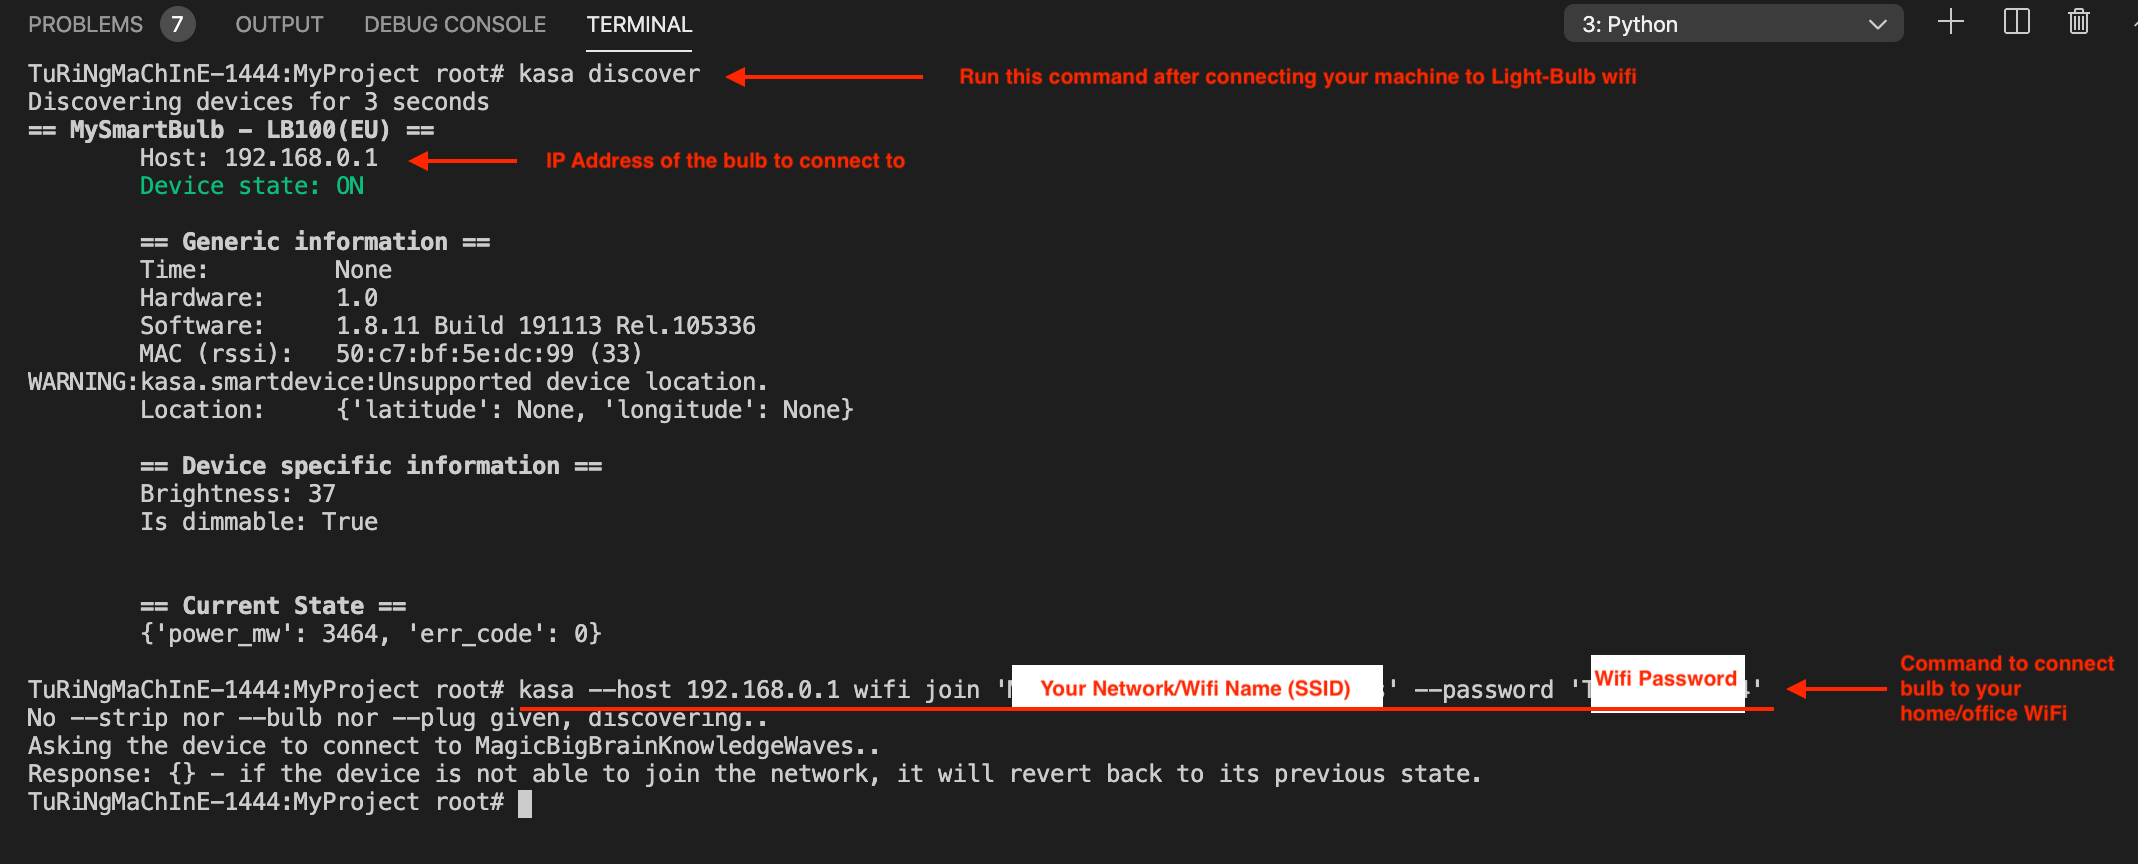 PROBLEMS 7 OUTPUT DEBUG CONSOLE TERMINAL 3: Python
TuRiNgMaChInE-1444:MyProject root# kasa discover Run this command after connecting your machine to Light-Bulb wifi
Discovering devices for 3 seconds
== MySmartBulb - LB100(EU) ==
Host: 192.168.0.1 IP Address of the bulb to connect to
Device state: ON
== Generic information ==
Time: None
Hardware: 1.0
Software: 1.8.11 Build 191113 Rel.105336
MAC (rssi): 50:c7:bf:5e:dc:99 (33)
WARNING:kasa.smartdevice:Unsupported device location.
Location: {'latitude': None, 'longitude': None}
== Device specific information ==
Brightness: 37
Is dimmable: True
== Current State ==
{'power_mw': 3464, 'err_code': 0}
TuRiNgMaChInE-1444:MyProject root# kasa --host 192.168.0.1 wifi join ' Your Network/Wifi Name (SSID) ' --password ' Wifi Password '
Command to connect
bulb to your
home/office WiFi
No --strip nor --bulb nor --plug given, discovering..
Asking the device to connect to MagicBigBrainKnowledgeWaves..
Response: {} - if the device is not able to join the network, it will revert back to its previous state.
TuRiNgMaChInE-1444:MyProject root#